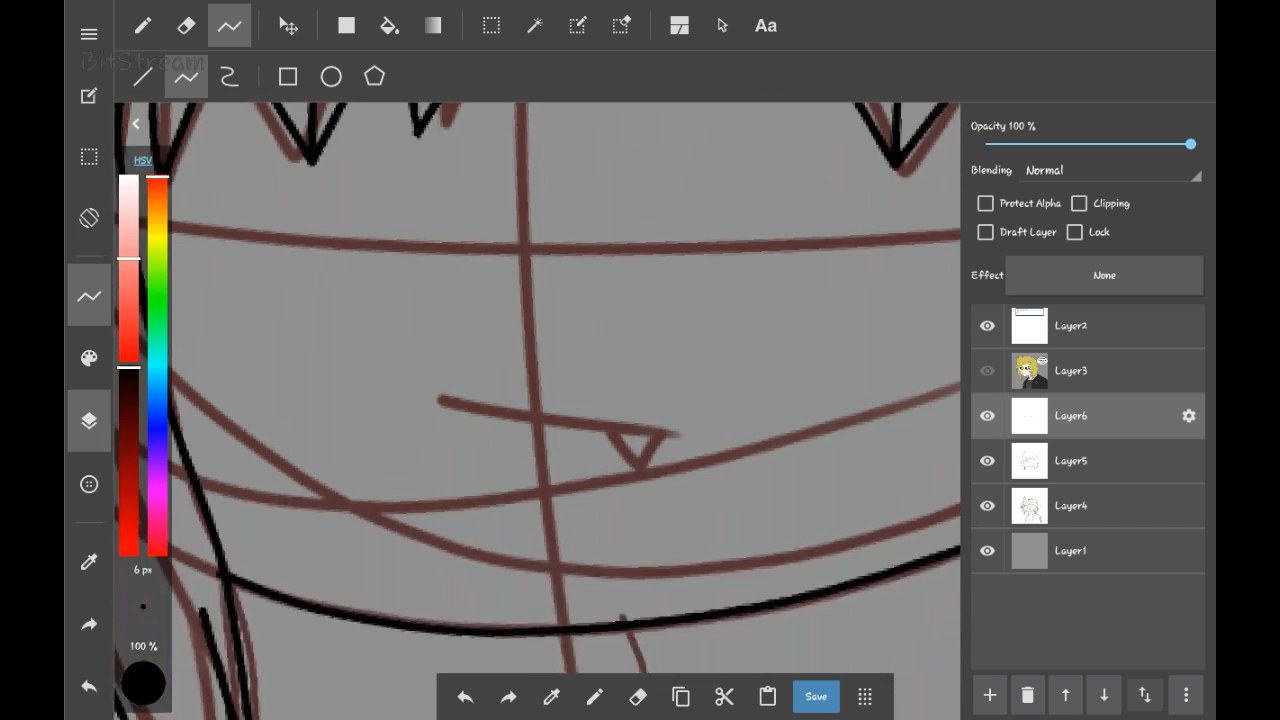 Aa
BitStream
HSV
6 px
100 %
Opacity 100 %
Blending Normal
Protect Alpha Clipping
Draft Layer Lock
Effect None
Layer2
Layer3
Layer6
Layer5
Layer4
Layer1
Save